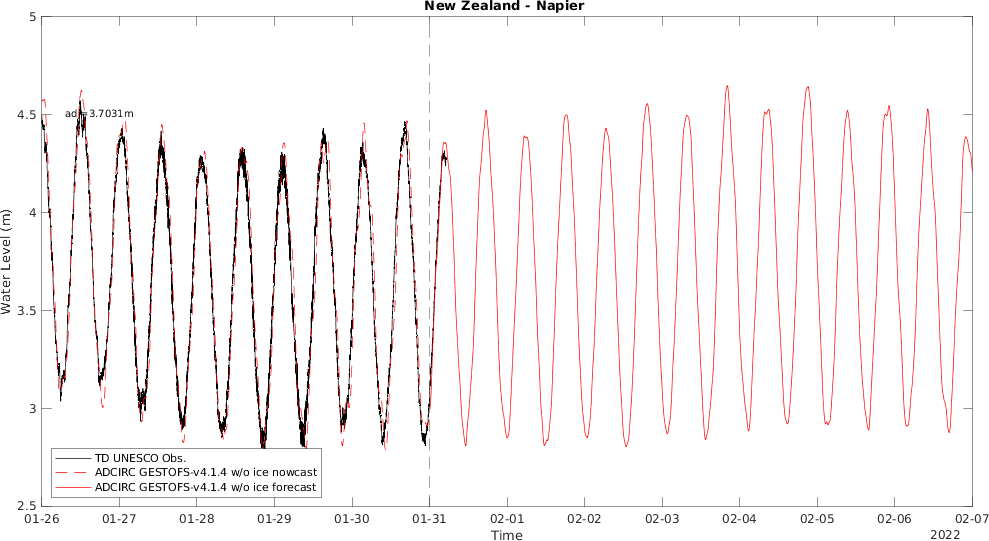 New Zealand - Napier
5
4.5
4
3.5
3
2.5
Water Level (m)
adj=3.7031m
TD UNESCO Obs.
ADCIRC GESTOFS-v4.1.4 w/o ice nowcast
ADCIRC GESTOFS-v4.1.4 w/o ice forecast
01-26 01-27 01-28 01-29 01-30 01-31 02-01 02-02 02-03 02-04 02-05 02-06 02-07
Time
2022